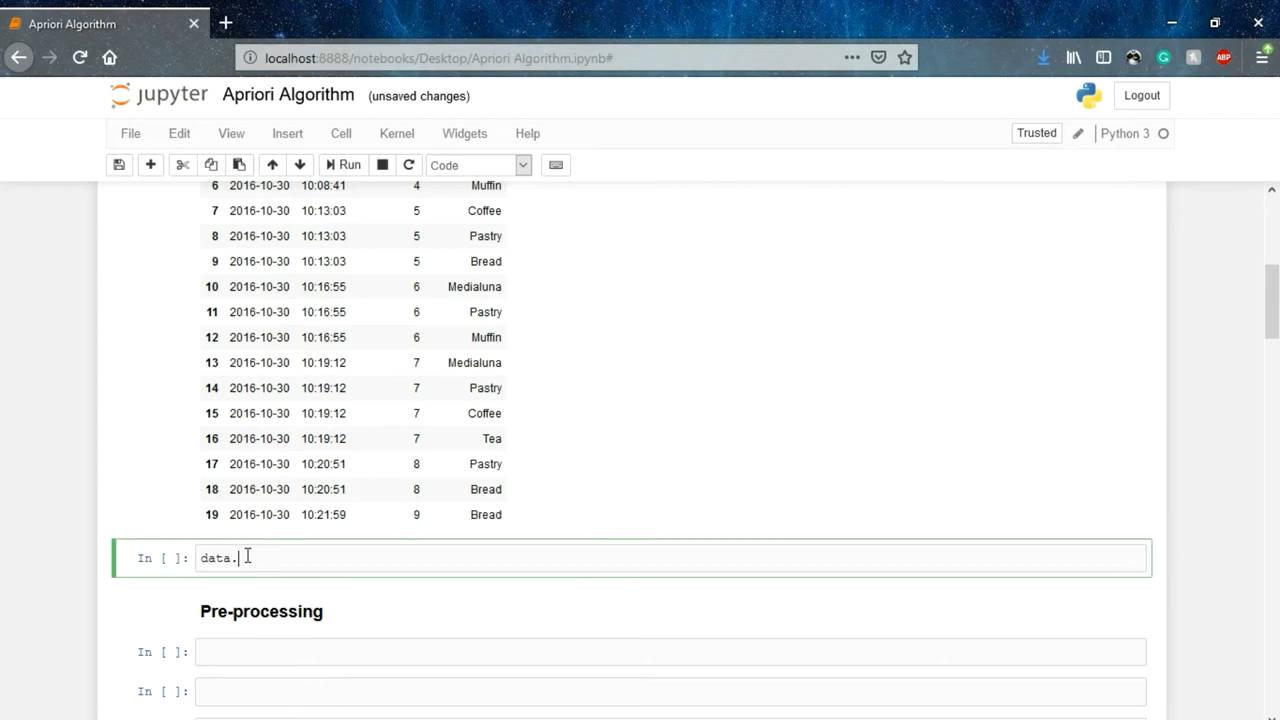 Apriori Algorithm
localhost:8888/notebooks/Desktop/Apriori Algorithm.ipynb#
ABP
jupyter Apriori Algorithm (unsaved changes)
Logout
File Edit View Insert Cell Kernel Widgets Help
Trusted
Python 3
Run
Code
6 2016-10-30 10:08:41 4 Muffin
7 2016-10-30 10:13:03 5 Coffee
8 2016-10-30 10:13:03 5 Pastry
9 2016-10-30 10:13:03 5 Bread
10 2016-10-30 10:16:55 6 Medialuna
11 2016-10-30 10:16:55 6 Pastry
12 2016-10-30 10:16:55 6 Muffin
13 2016-10-30 10:19:12 7 Medialuna
14 2016-10-30 10:19:12 7 Pastry
15 2016-10-30 10:19:12 7 Coffee
16 2016-10-30 10:19:12 7 Tea
17 2016-10-30 10:20:51 8 Pastry
18 2016-10-30 10:20:51 8 Bread
19 2016-10-30 10:21:59 9 Bread
In [ ]: data.
Pre-processing
In [ ]:
In [ ]: